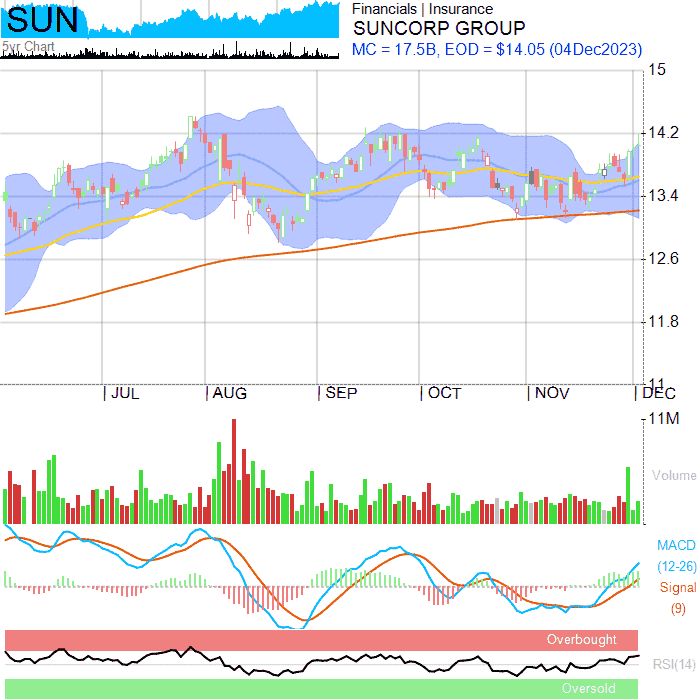 SUN
5yr Chart
Financials | Insurance
SUNCORP GROUP
MC = 17.5B, EOD = $14.05 (04Dec2023)
15
14.2
13.4
12.6
11.8
11
JUL AUG SEP OCT NOV DEC
11M
Volume
MACD
(12-26)
Signal
(9)
Overbought
RSI(14)
Oversold